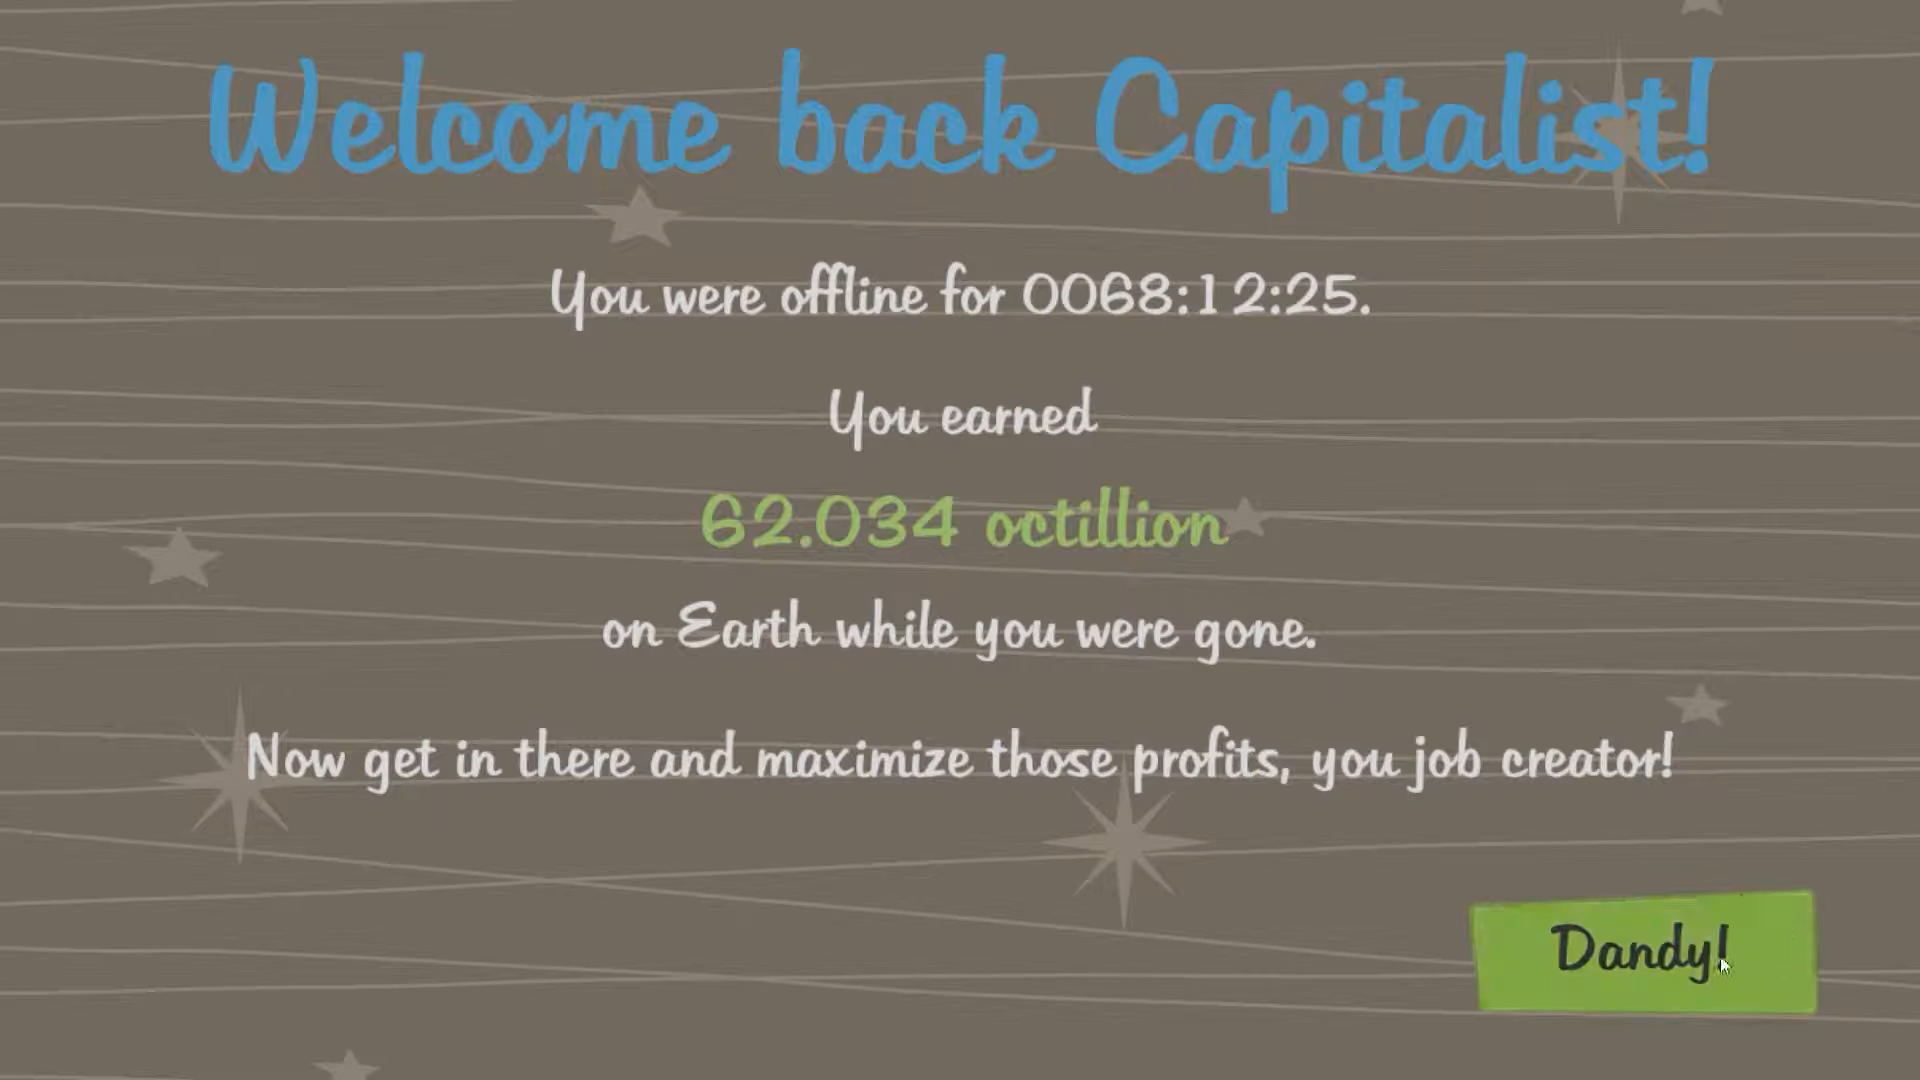 Welcome back Capitalist!
You were offline for 0068:12:25.
You earned
62.034 octillion
on Earth while you were gone.
Now get in there and maximize those profits, you job creator!
Dandy!